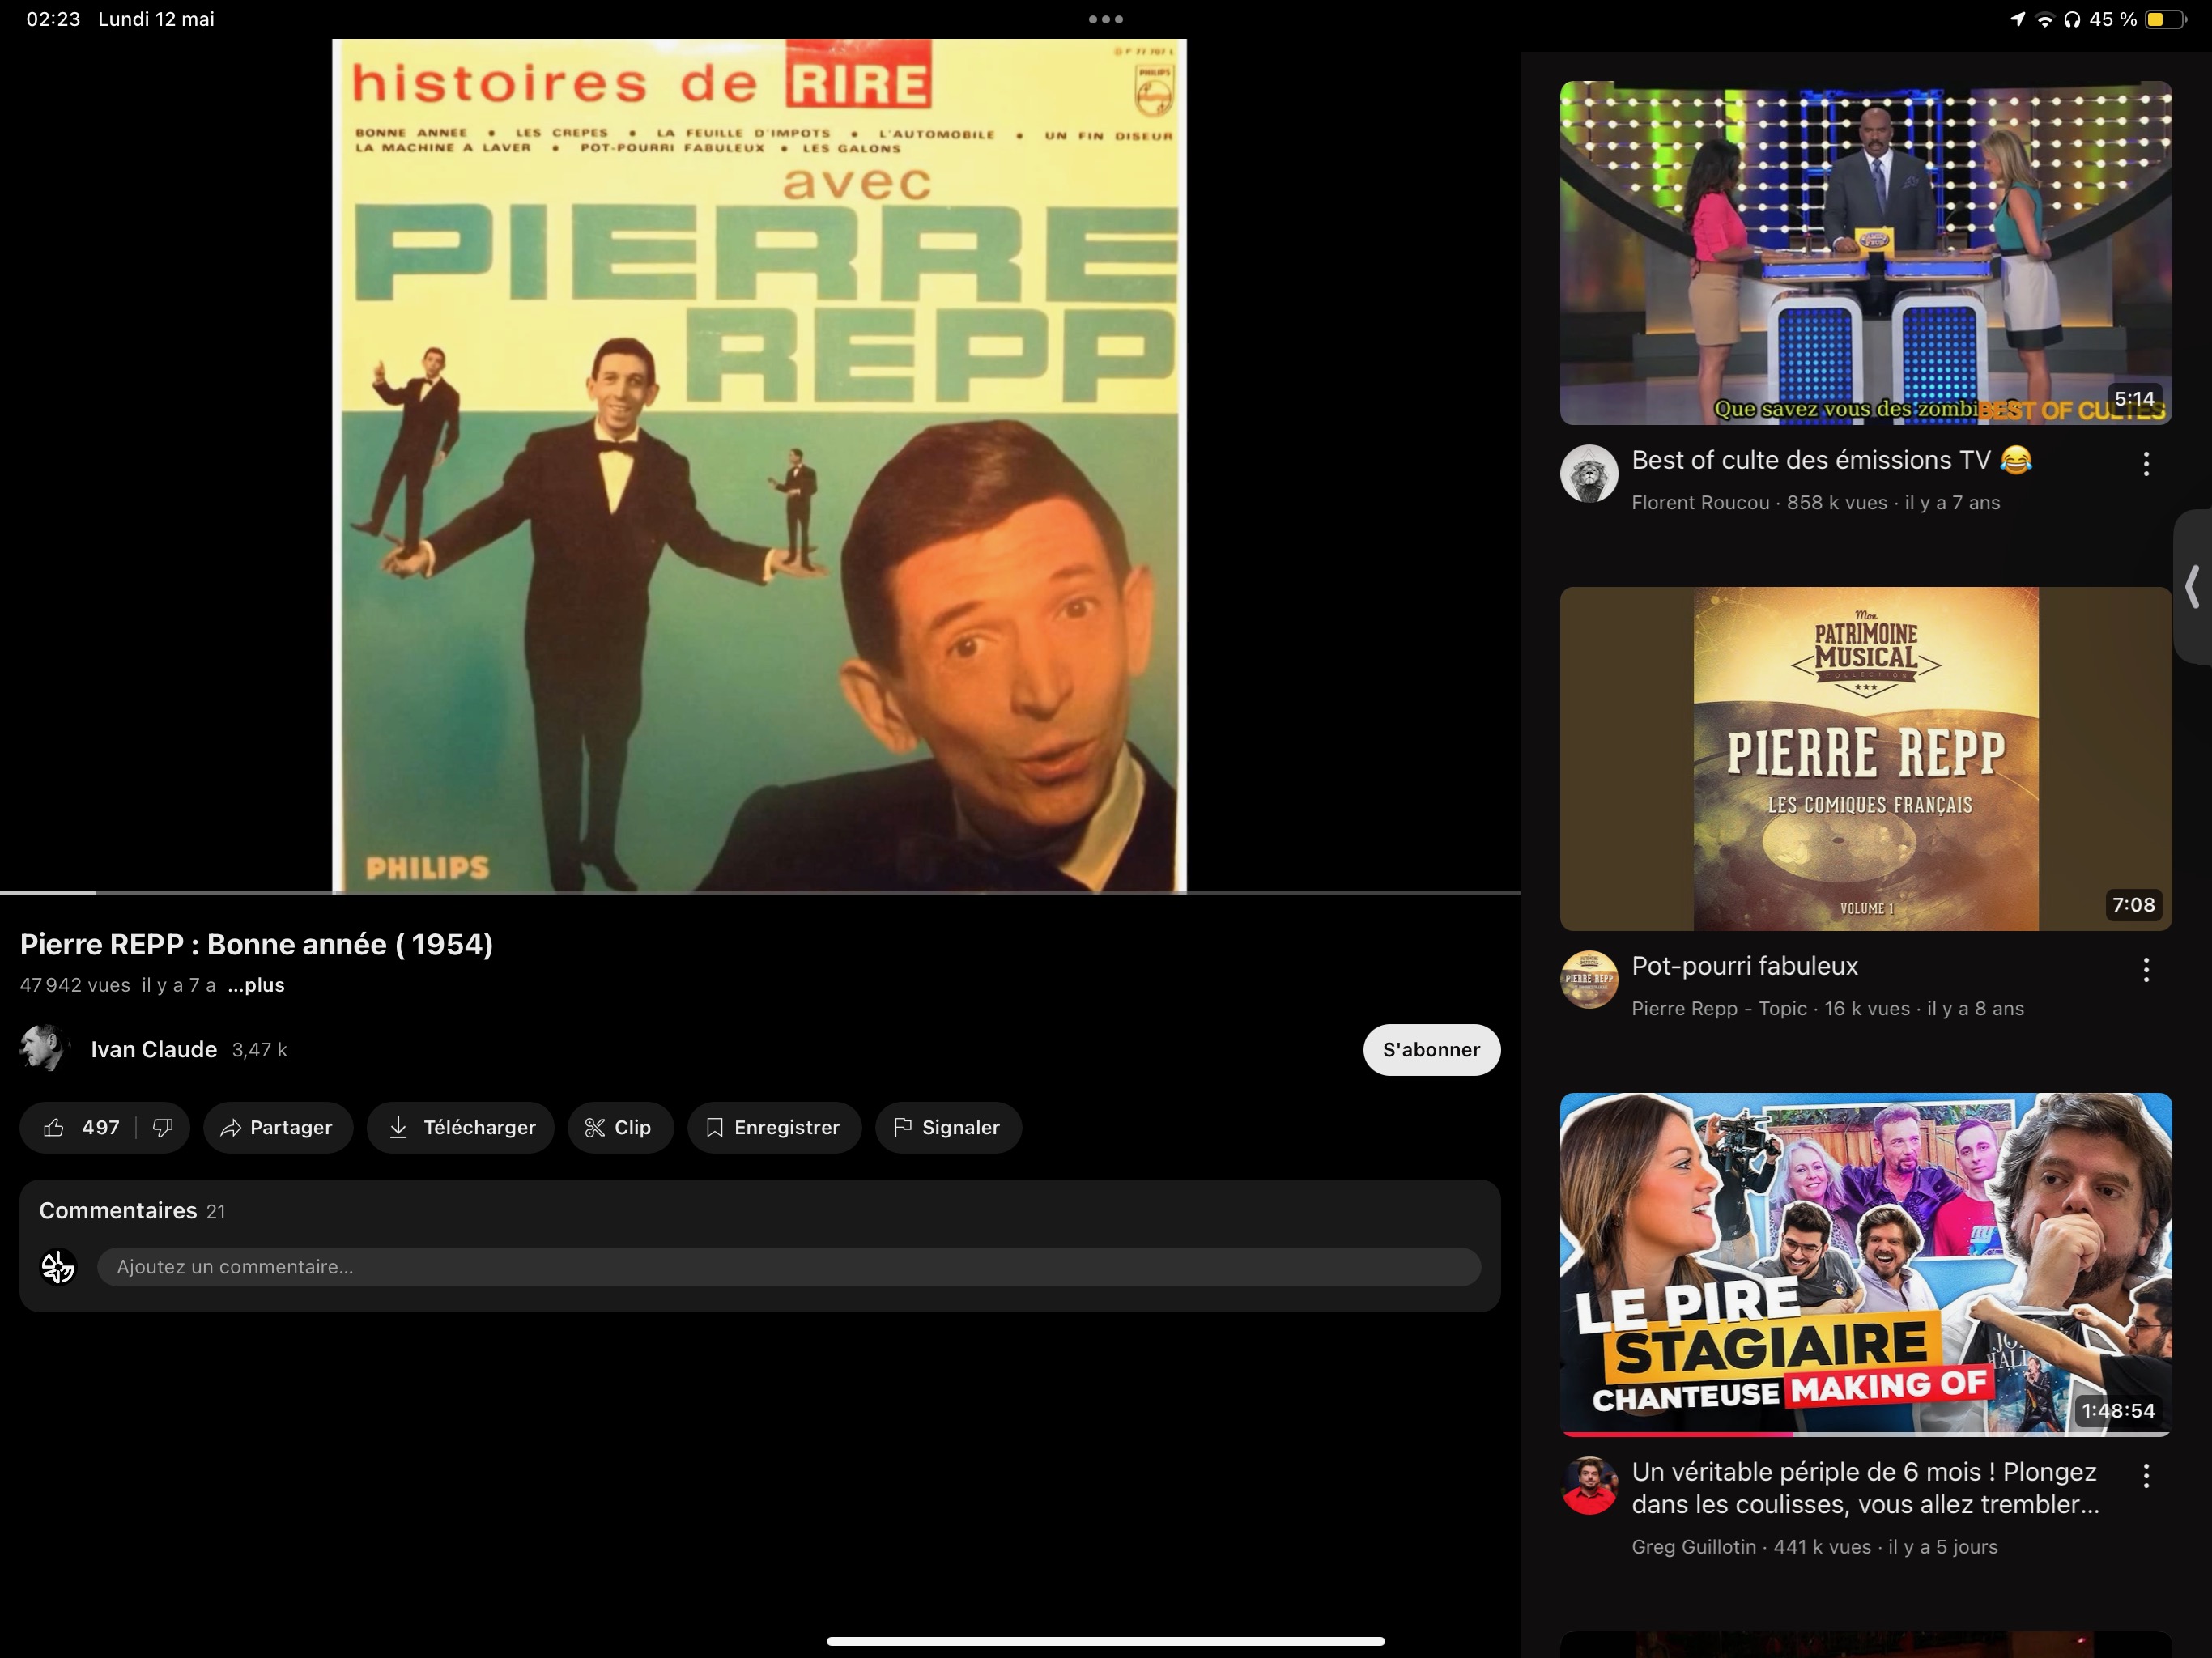 02:23 Lundi 12 mai
45 %
histoires de RIRE
PHILIPS
BONNE ANNEE • LES CREPES • LA FEUILLE D'IMPOTS • L'AUTOMOBILE • UN FIN DISEUR
LA MACHINE A LAVER • POT-POURRI FABULEUX • LES GALONS
avec
PIERRE
REPP
PHILIPS
Pierre REPP : Bonne année ( 1954)
47 942 vues il y a 7 a ...plus
Ivan Claude 3,47 k
S'abonner
497
Partager
Télécharger
Clip
Enregistrer
Signaler
Commentaires 21
Ajoutez un commentaire...
Que savez vous des
BEST OF CULTES
5:14
Best of culte des émissions TV 😂
Florent Roucou · 858 k vues · il y a 7 ans
Mon
PATRIMOINE
MUSICAL
COLLECTION
PIERRE REPP
LES COMIQUES FRANÇAIS
VOLUME 1
7:08
PIERRE REPP
Pot-pourri fabuleux
Pierre Repp - Topic · 16 k vues · il y a 8 ans
LE PIRE
STAGIAIRE
CHANTEUSE MAKING OF
1:48:54
Un véritable périple de 6 mois ! Plongez
dans les coulisses, vous allez trembler...
Greg Guillotin · 441 k vues · il y a 5 jours